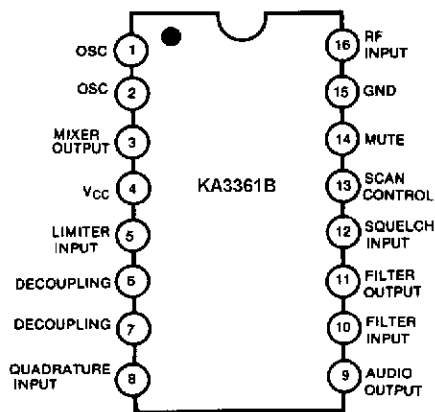 OSC 1
OSC 2
MIXER
OUTPUT 3
VCC 4
LIMITER
INPUT 5
DECOUPLING 6
DECOUPLING 7
QUADRATURE
INPUT 8
KA3361B
16 RF
INPUT
15 GND
14 MUTE
13 SCAN
CONTROL
12 SQUELCH
INPUT
11 FILTER
OUTPUT
10 FILTER
INPUT
9 AUDIO
OUTPUT